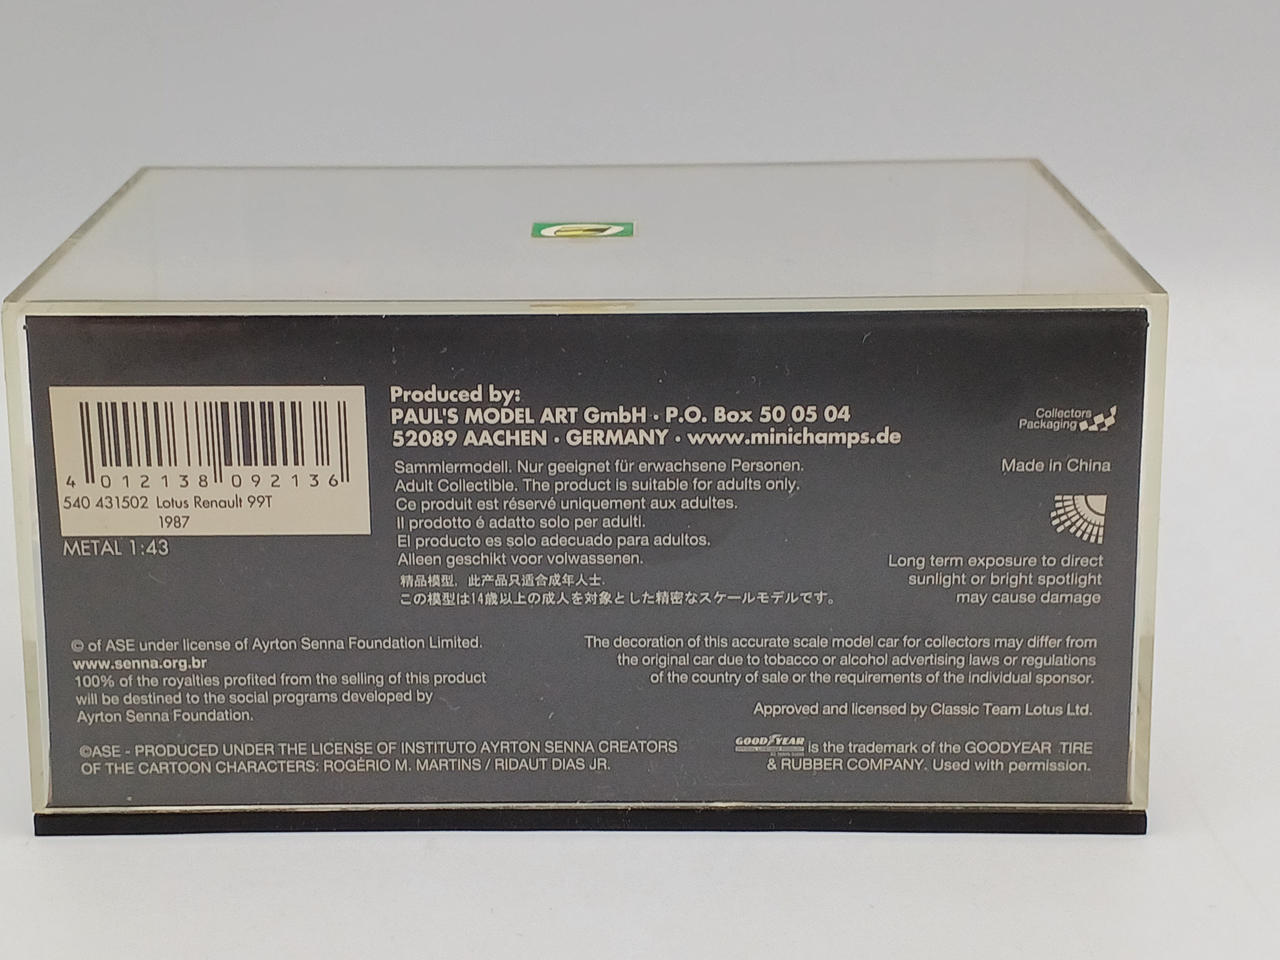 4 012138 092136
540 431502 Lotus Renault 99T
1987
METAL 1:43
Produced by:
PAUL'S MODEL ART GmbH · P.O. Box 50 05 04
52089 AACHEN · GERMANY · www.minichamps.de
Sammlermodell. Nur geeignet für erwachsene Personen.
Adult Collectible. The product is suitable for adults only.
Ce produit est réservé uniquement aux adultes.
Il prodotto é adatto solo per adulti.
El producto es solo adecuado para adultos.
Alleen geschikt voor volwassenen.
精品模型. 此产品只适合成年人士.
この模型は14歳以上の成人を対象とした精密なスケールモデルです。
Collectors
Packaging
Made in China
Long term exposure to direct
sunlight or bright spotlight
may cause damage
© of ASE under license of Ayrton Senna Foundation Limited.
www.senna.org.br
100% of the royalties profited from the selling of this product
will be destined to the social programs developed by
Ayrton Senna Foundation.
The decoration of this accurate scale model car for collectors may differ from
the original car due to tobacco or alcohol advertising laws or regulations
of the country of sale or the requirements of the individual sponsor.
Approved and licensed by Classic Team Lotus Ltd.
©ASE - PRODUCED UNDER THE LICENSE OF INSTITUTO AYRTON SENNA CREATORS
OF THE CARTOON CHARACTERS: ROGÉRIO M. MARTINS / RIDAUT DIAS JR.
GOODYEAR is the trademark of the GOODYEAR TIRE
& RUBBER COMPANY. Used with permission.